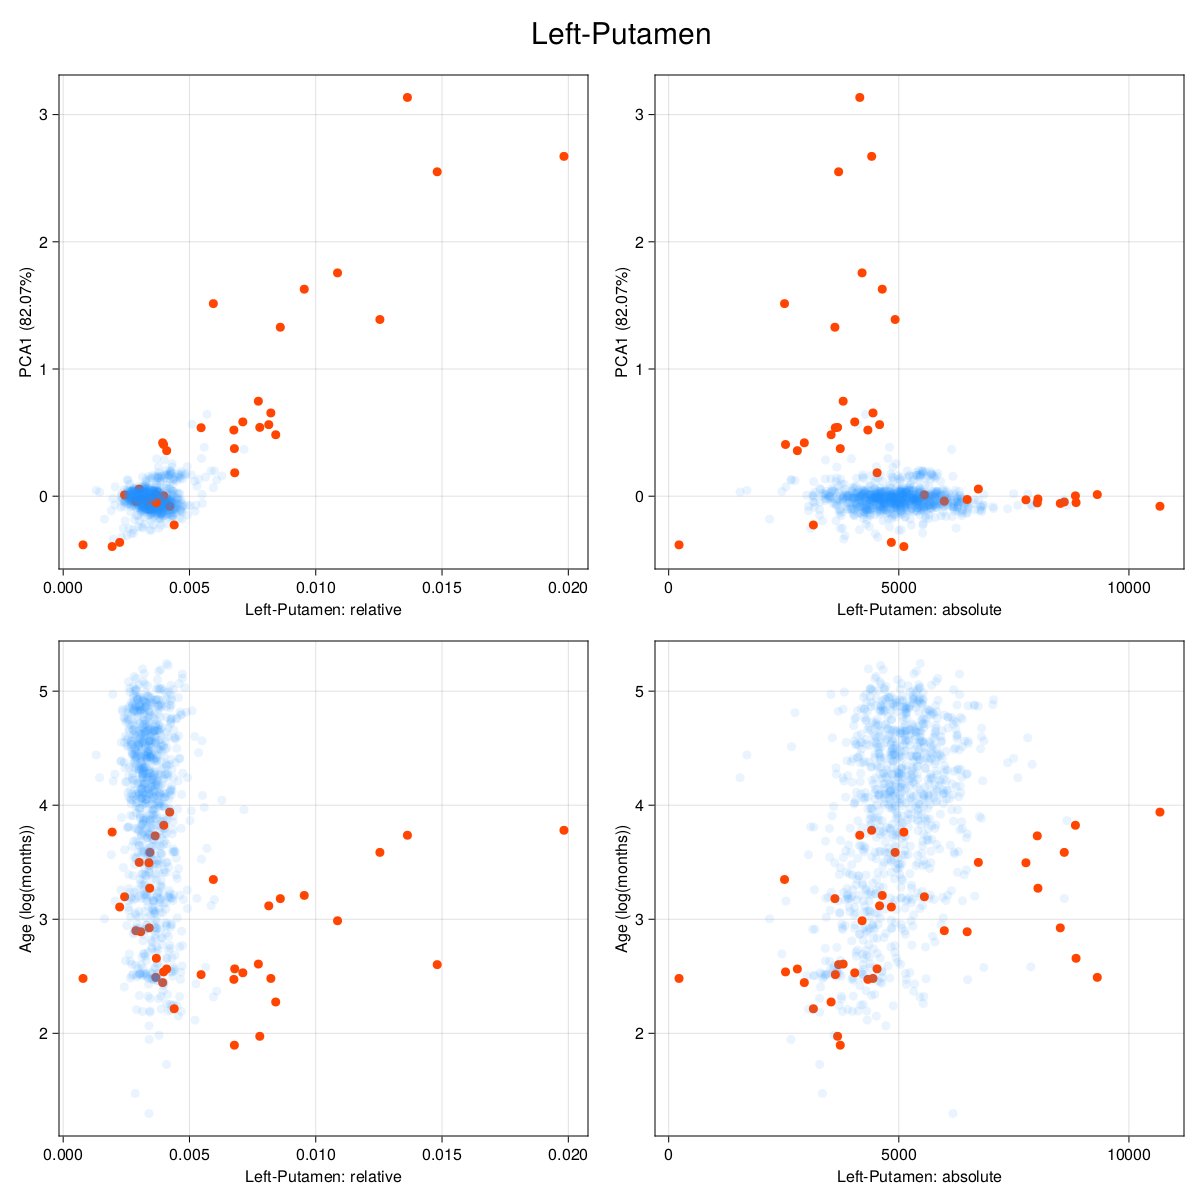 Left-Putamen
3
2
1
0
PCA1 (82.07%)
0.000 0.005 0.010 0.015 0.020
Left-Putamen: relative
3
2
1
0
PCA1 (82.07%)
0 5000 10000
Left-Putamen: absolute
5
4
3
2
Age (log(months))
0.000 0.005 0.010 0.015 0.020
Left-Putamen: relative
5
4
3
2
Age (log(months))
0 5000 10000
Left-Putamen: absolute